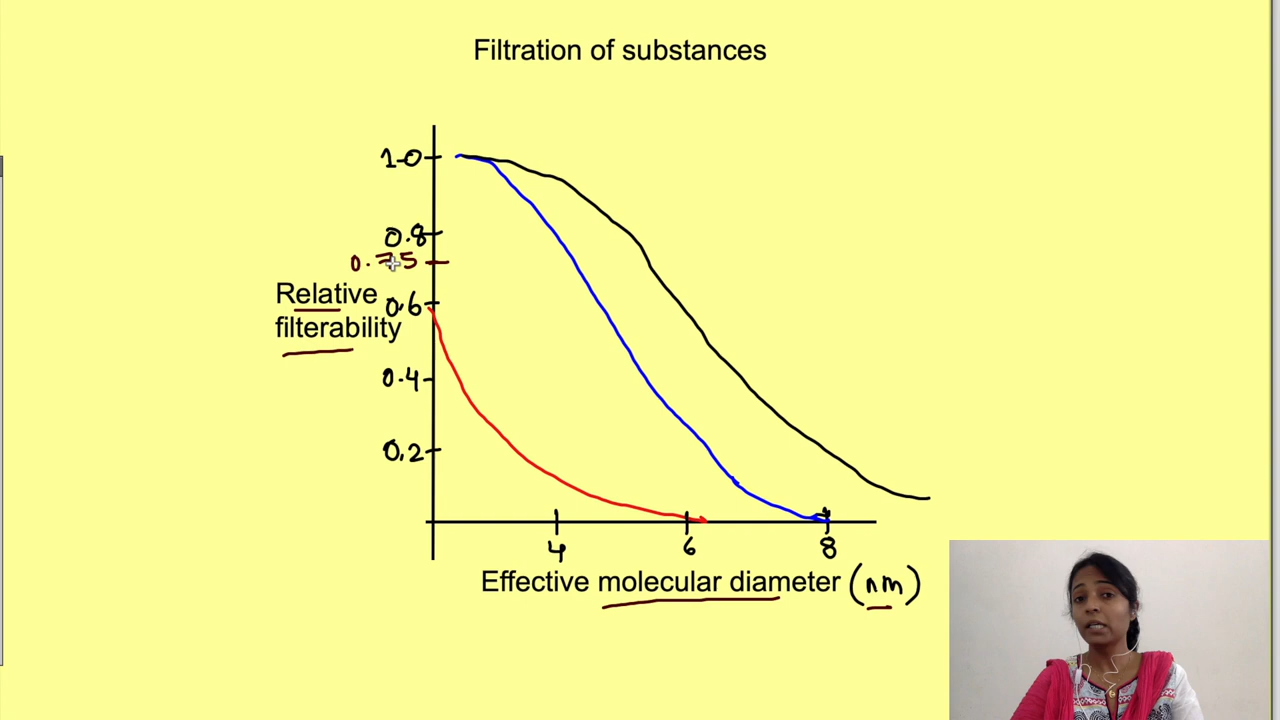 Filtration of substances
1.0
0.8
0.75
Relative
filterability
0.6
0.4
0.2
4
6
8
Effective molecular diameter (nm)